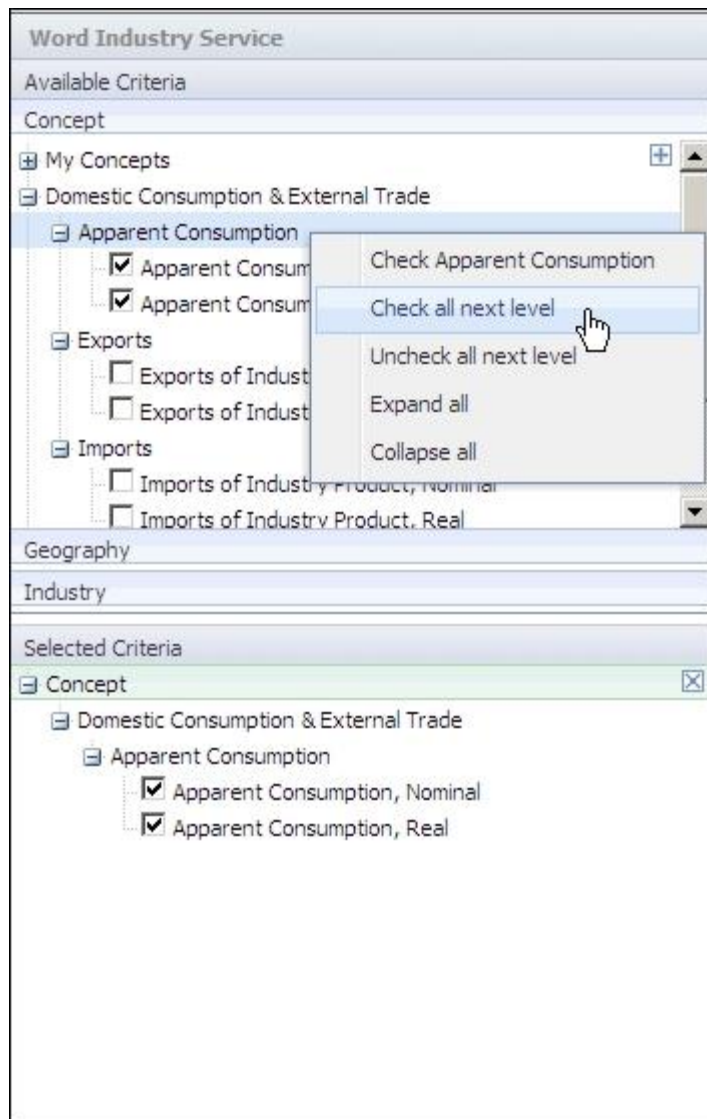 Word Industry Service
Available Criteria
Concept
My Concepts
Domestic Consumption & External Trade
Apparent Consumption
Apparent Consum
Apparent Consum
Check Apparent Consumption
Check all next level
Uncheck all next level
Expand all
Collapse all
Exports
Exports of Indust
Exports of Indust
Imports
Imports of Industry Product, Nominal
Imports of Industry Product, Real
Geography
Industry
Selected Criteria
Concept
Domestic Consumption & External Trade
Apparent Consumption
Apparent Consumption, Nominal
Apparent Consumption, Real